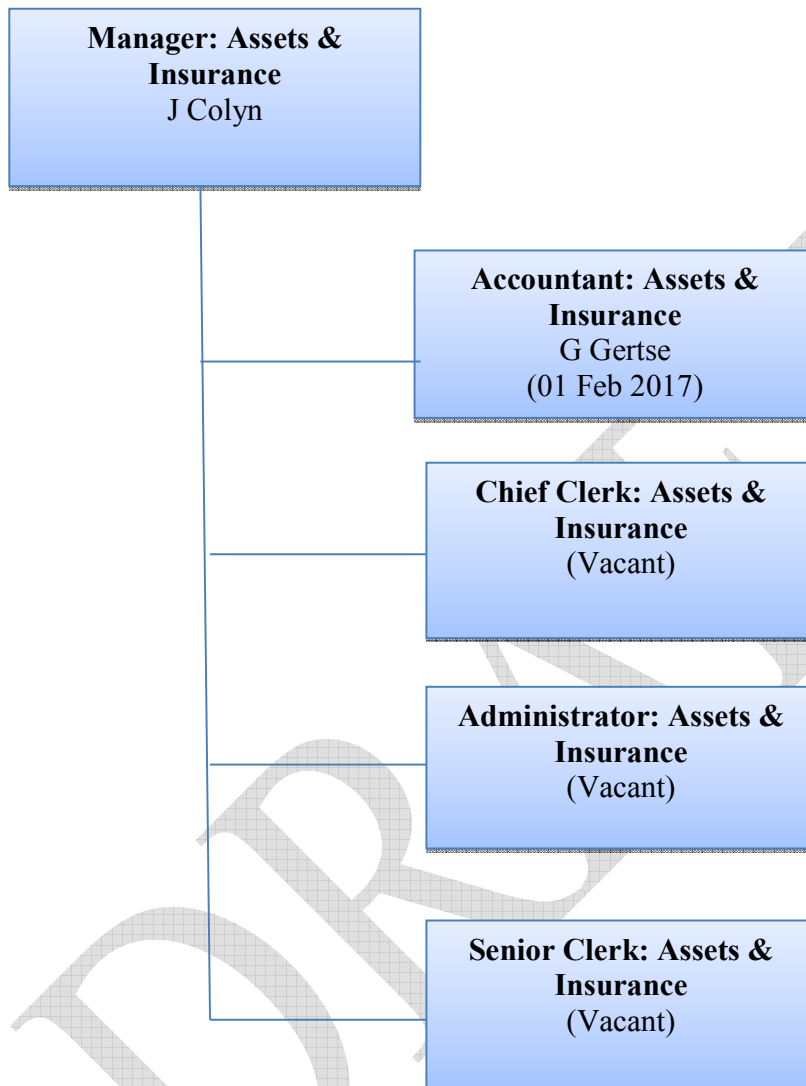 Manager: Assets &
Insurance
J Colyn
Accountant: Assets &
Insurance
G Gertse
(01 Feb 2017)
Chief Clerk: Assets &
Insurance
(Vacant)
Administrator: Assets &
Insurance
(Vacant)
Senior Clerk: Assets &
Insurance
(Vacant)